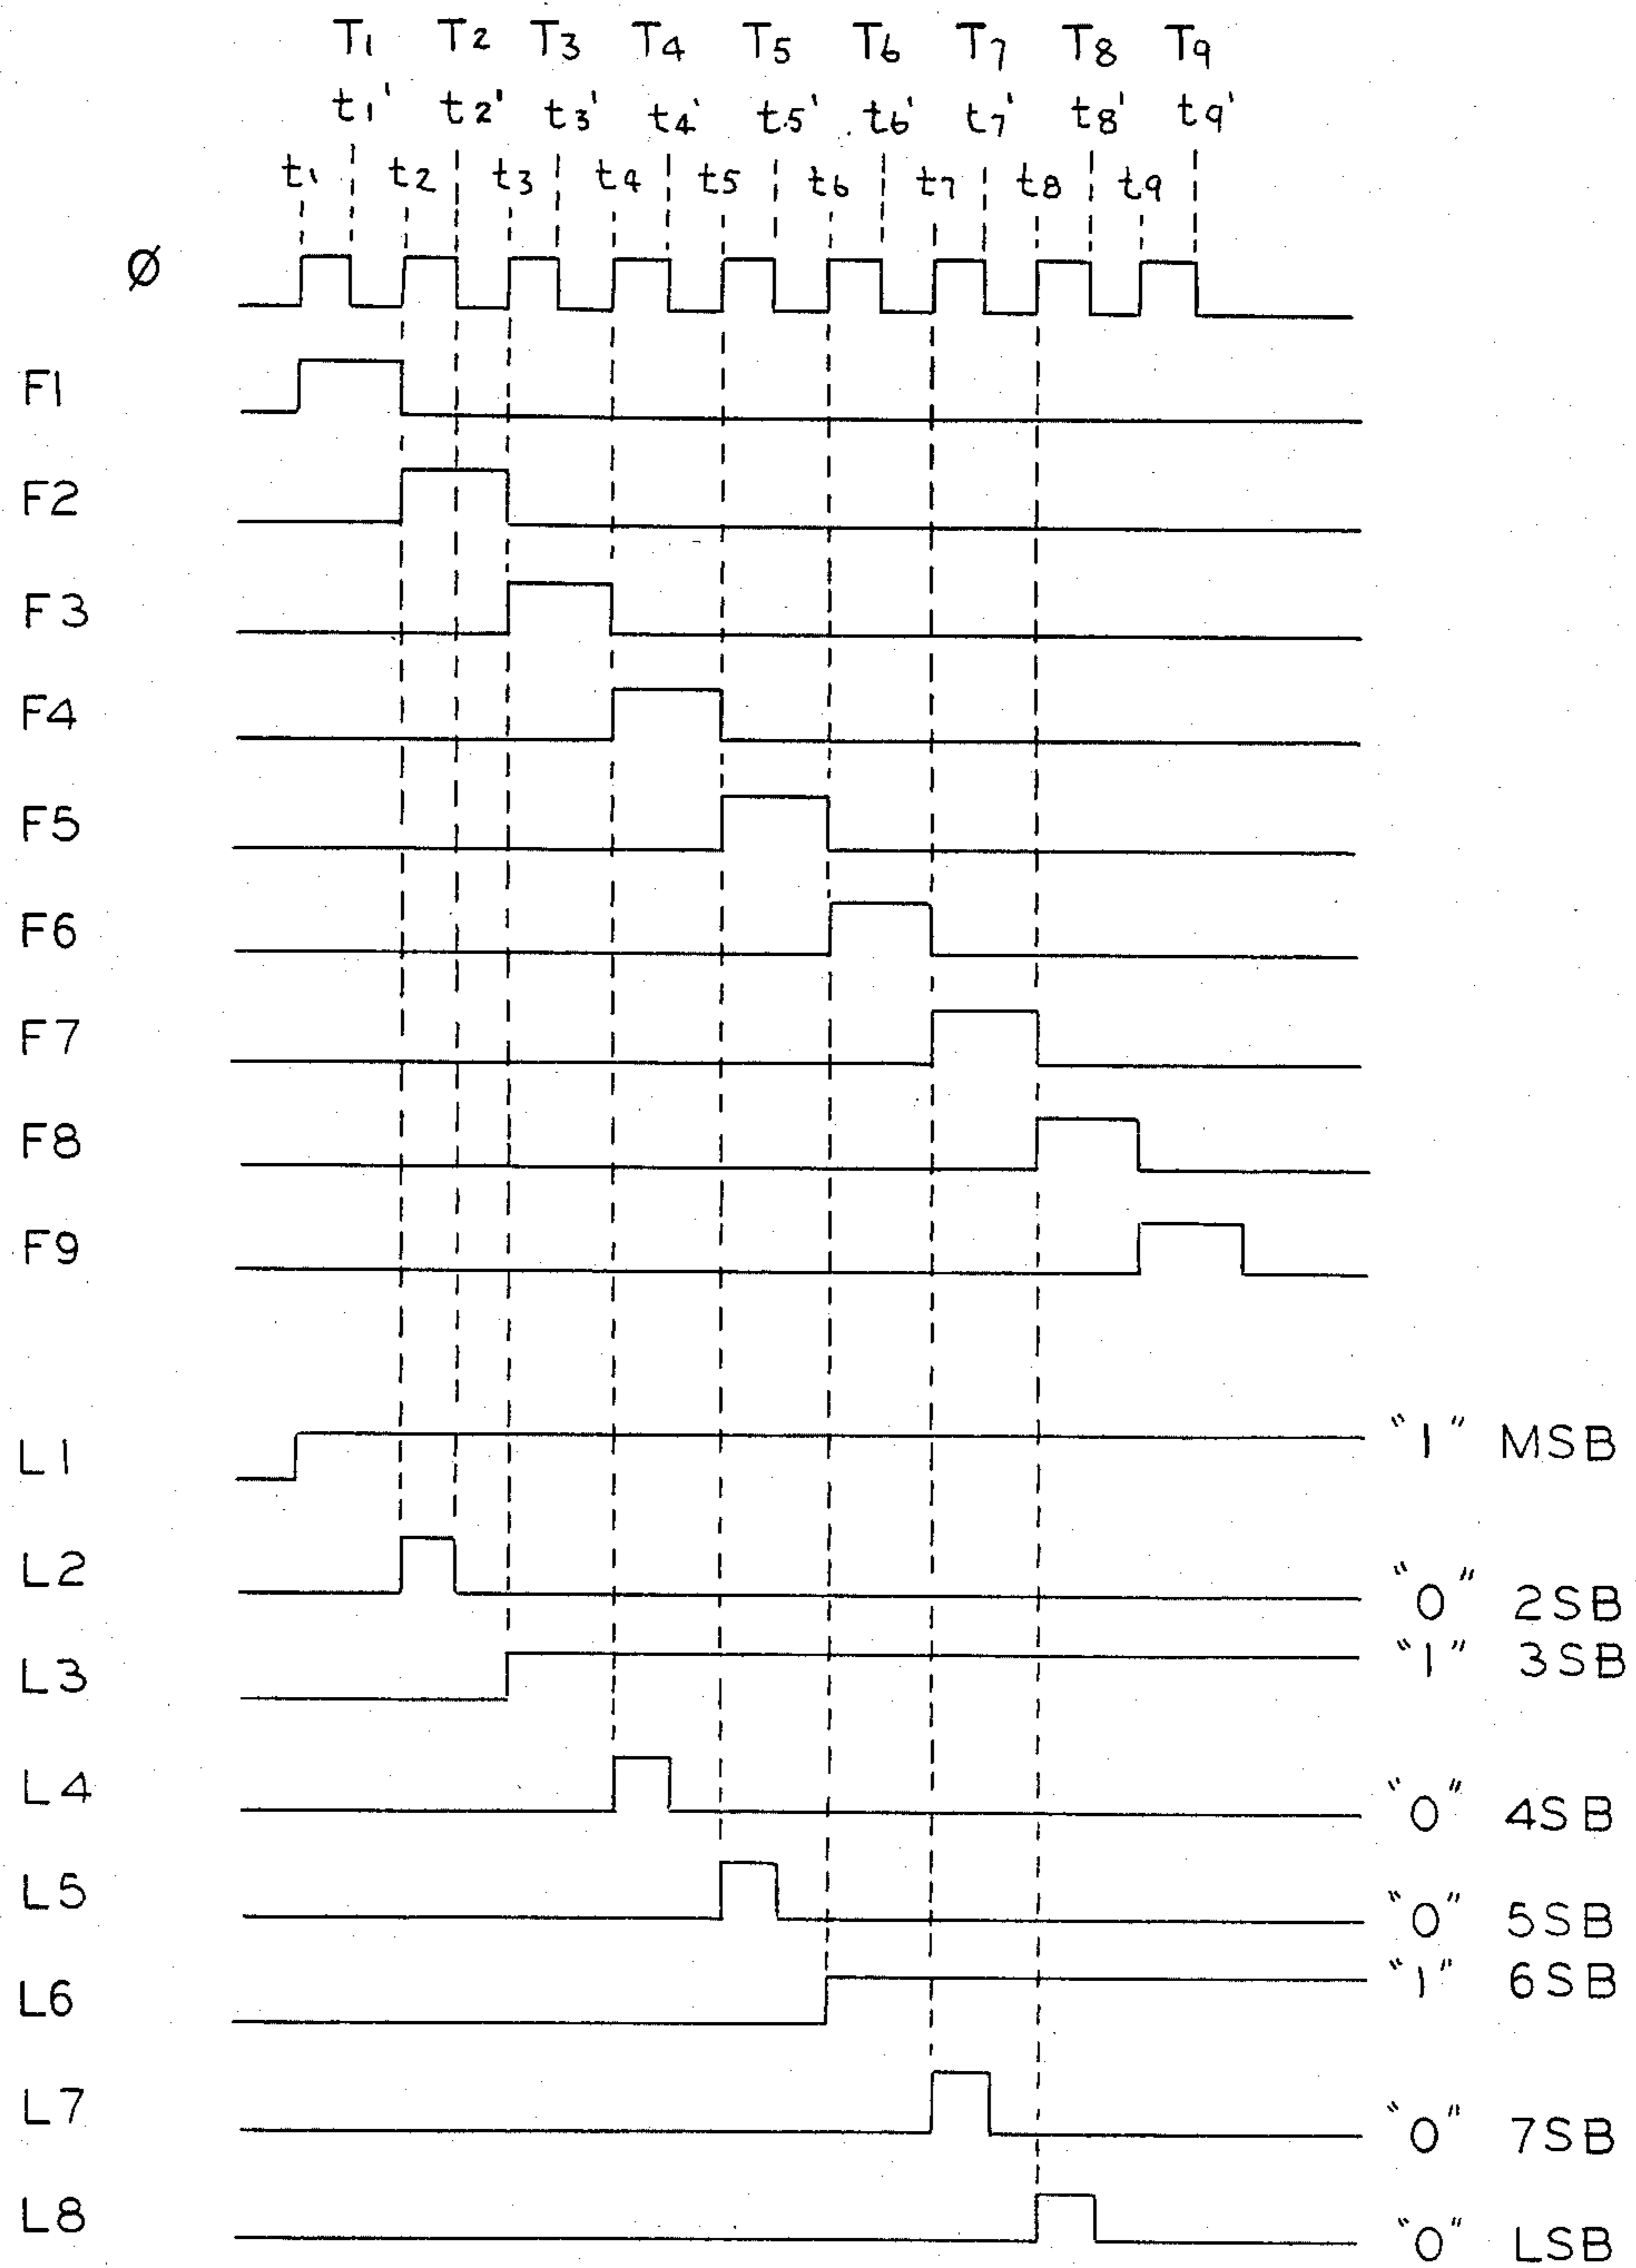 T1 T2 T3 T4 T5 T6 T7 T8 T9
t1' t2' t3' t4' t5' t6' t7' t8' t9'
t1 t2 t3 t4 t5 t6 t7 t8 t9
Ø
F1
F2
F3
F4
F5
F6
F7
F8
F9
L1 "1" MSB
L2 "0" 2SB
L3 "1" 3SB
L4 "0" 4SB
L5 "0" 5SB
L6 "1" 6SB
L7 "0" 7SB
L8 "0" LSB